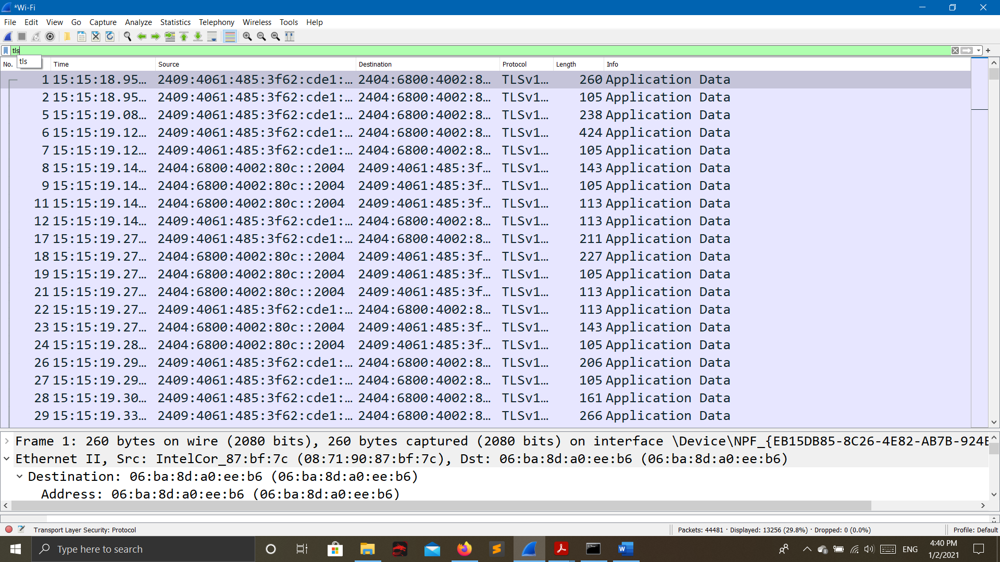 *Wi-Fi
File Edit View Go Capture Analyze Statistics Telephony Wireless Tools Help
tls
tls
No. Time Source Destination Protocol Length Info
1 15:15:18.95… 2409:4061:485:3f62:cde1:… 2404:6800:4002:8… TLSv1… 260 Application Data
2 15:15:18.95… 2409:4061:485:3f62:cde1:… 2404:6800:4002:8… TLSv1… 105 Application Data
5 15:15:19.08… 2409:4061:485:3f62:cde1:… 2404:6800:4002:8… TLSv1… 238 Application Data
6 15:15:19.12… 2409:4061:485:3f62:cde1:… 2404:6800:4002:8… TLSv1… 424 Application Data
7 15:15:19.12… 2409:4061:485:3f62:cde1:… 2404:6800:4002:8… TLSv1… 105 Application Data
8 15:15:19.14… 2404:6800:4002:80c::2004 2409:4061:485:3f… TLSv1… 143 Application Data
9 15:15:19.14… 2404:6800:4002:80c::2004 2409:4061:485:3f… TLSv1… 105 Application Data
11 15:15:19.14… 2404:6800:4002:80c::2004 2409:4061:485:3f… TLSv1… 113 Application Data
12 15:15:19.14… 2409:4061:485:3f62:cde1:… 2404:6800:4002:8… TLSv1… 113 Application Data
17 15:15:19.27… 2409:4061:485:3f62:cde1:… 2404:6800:4002:8… TLSv1… 211 Application Data
18 15:15:19.27… 2404:6800:4002:80c::2004 2409:4061:485:3f… TLSv1… 227 Application Data
19 15:15:19.27… 2404:6800:4002:80c::2004 2409:4061:485:3f… TLSv1… 105 Application Data
21 15:15:19.27… 2404:6800:4002:80c::2004 2409:4061:485:3f… TLSv1… 113 Application Data
22 15:15:19.27… 2409:4061:485:3f62:cde1:… 2404:6800:4002:8… TLSv1… 113 Application Data
23 15:15:19.27… 2404:6800:4002:80c::2004 2409:4061:485:3f… TLSv1… 143 Application Data
24 15:15:19.28… 2404:6800:4002:80c::2004 2409:4061:485:3f… TLSv1… 105 Application Data
26 15:15:19.29… 2409:4061:485:3f62:cde1:… 2404:6800:4002:8… TLSv1… 206 Application Data
27 15:15:19.29… 2409:4061:485:3f62:cde1:… 2404:6800:4002:8… TLSv1… 105 Application Data
28 15:15:19.30… 2409:4061:485:3f62:cde1:… 2404:6800:4002:8… TLSv1… 161 Application Data
29 15:15:19.33… 2409:4061:485:3f62:cde1:… 2404:6800:4002:8… TLSv1… 266 Application Data
Frame 1: 260 bytes on wire (2080 bits), 260 bytes captured (2080 bits) on interface \Device\NPF_{EB15DB85-8C26-4E82-AB7B-924E
Ethernet II, Src: IntelCor_87:bf:7c (08:71:90:87:bf:7c), Dst: 06:ba:8d:a0:ee:b6 (06:ba:8d:a0:ee:b6)
Destination: 06:ba:8d:a0:ee:b6 (06:ba:8d:a0:ee:b6)
Address: 06:ba:8d:a0:ee:b6 (06:ba:8d:a0:ee:b6)
Transport Layer Security: Protocol
Packets: 44481 · Displayed: 13256 (29.8%) · Dropped: 0 (0.0%)
Profile: Default
Type here to search
ENG
4:40 PM
1/2/2021